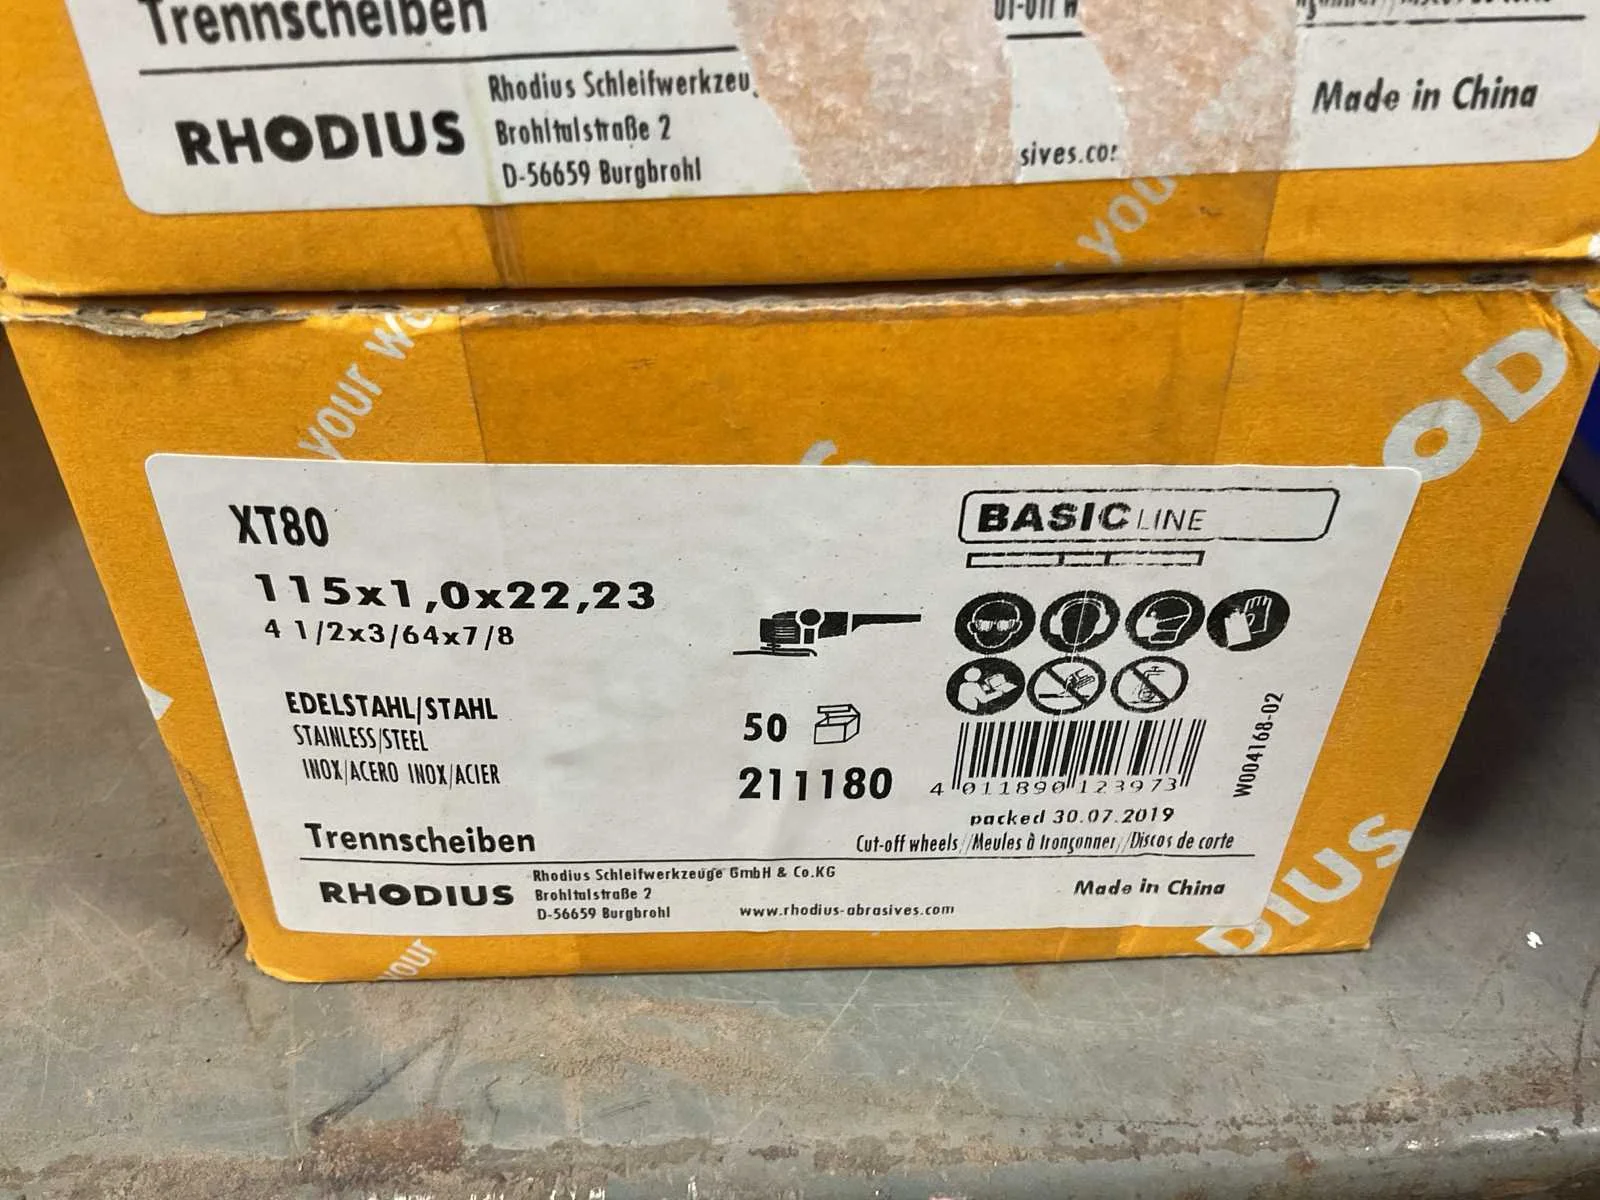 Trennscheiben
RHODIUS
Rhodius Schleifwerkzeu
Brohltalstraße 2
D-56659 Burgbrohl
sives.co
Made in China
your
your
OD
XT80
115x1,0x22,23
4 1/2x3/64x7/8
EDELSTAHL/STAHL
STAINLESS/STEEL
INOX/ACERO INOX/ACIER
BASIC LINE
50
211180
4 011890 123973
W004168-02
packed 30.07.2019
Trennscheiben
Cut-off wheels//Meules à tronçonner//Discos de corte
RHODIUS
Rhodius Schleifwerkzeuge GmbH & Co.KG
Brohltalstraße 2
D-56659 Burgbrohl
www.rhodius-abrasives.com
Made in China
your
DIUS